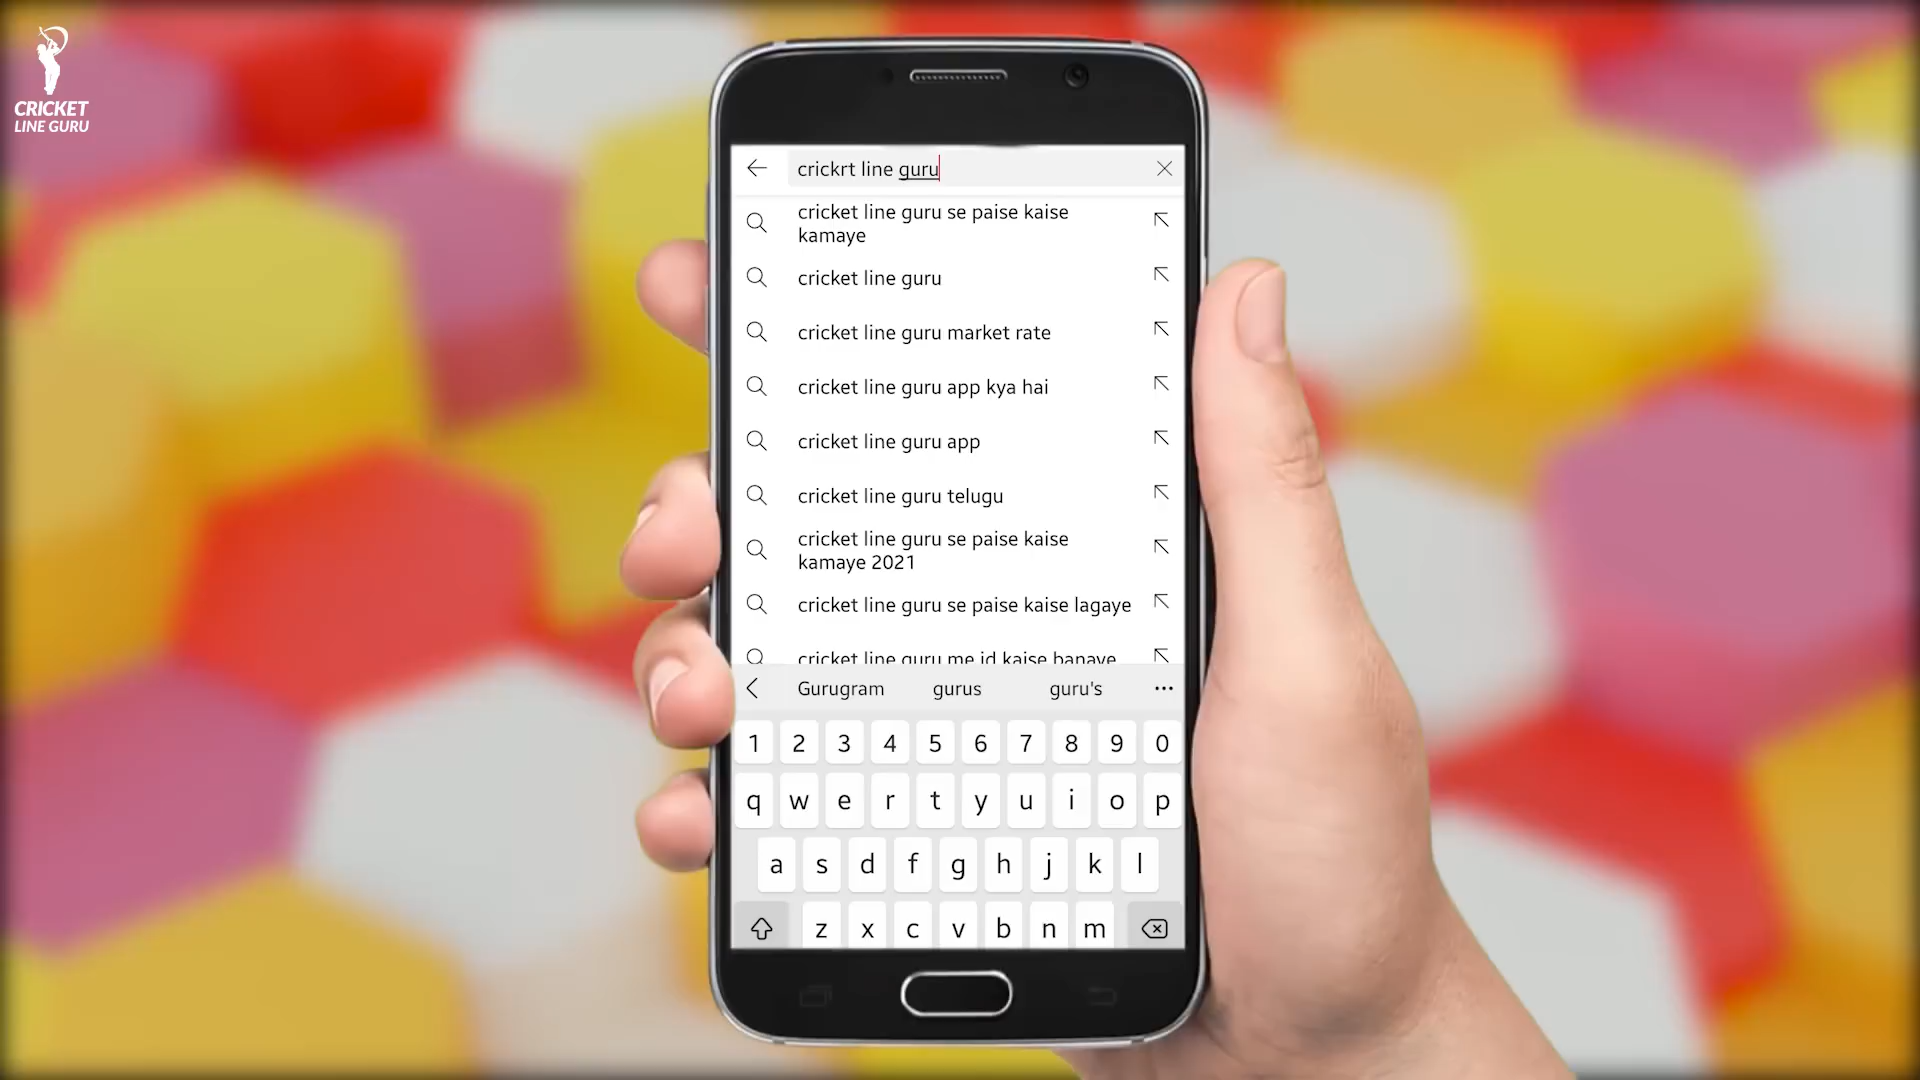 CRICKET
LINE GURU
crickrt line guru
cricket line guru se paise kaise
kamaye
cricket line guru
cricket line guru market rate
cricket line guru app kya hai
cricket line guru app
cricket line guru telugu
cricket line guru se paise kaise
kamaye 2021
cricket line guru se paise kaise lagaye
cricket line guru me id kaise banaye
Gurugram gurus guru's
1 2 3 4 5 6 7 8 9 0
q w e r t y u i o p
a s d f g h j k l
z x c v b n m